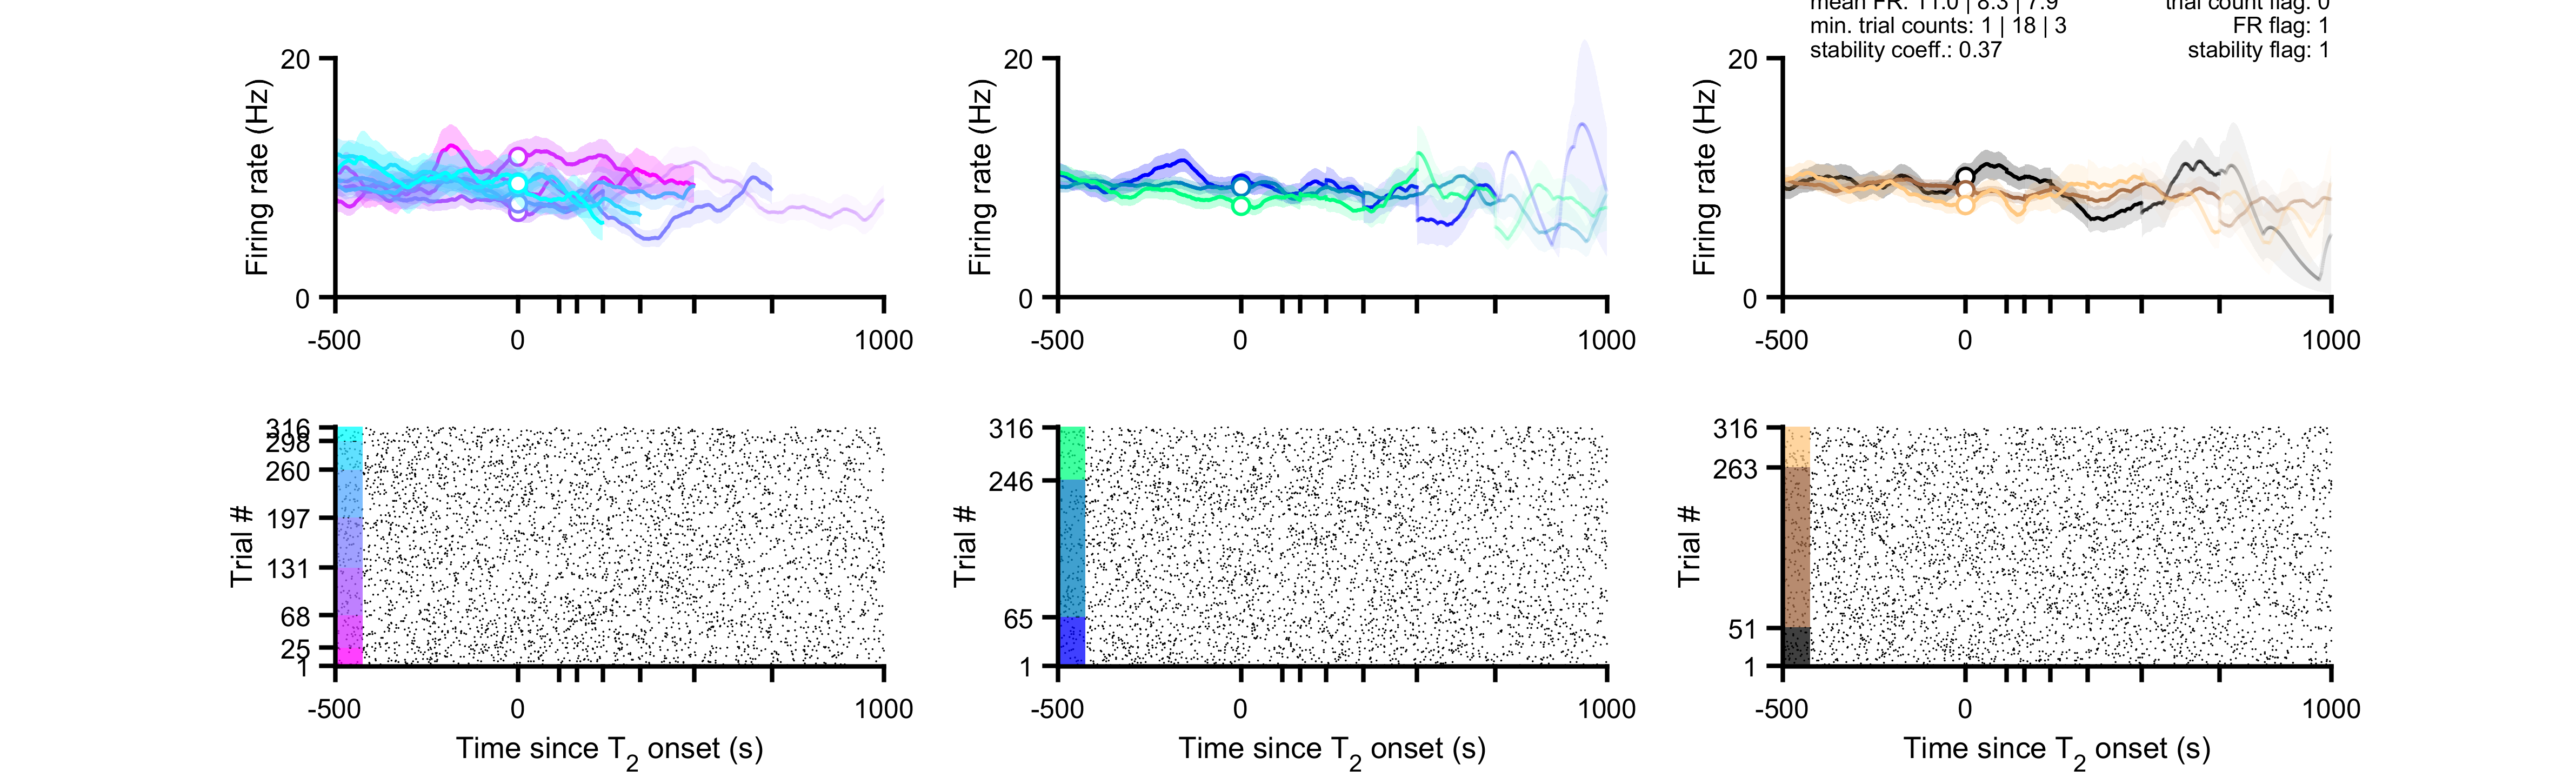 mean FR: 11.0 | 8.3 | 7.9
trial count flag: 0
min. trial counts: 1 | 18 | 3
FR flag: 1
stability coeff.: 0.37
stability flag: 1
20
0
Firing rate (Hz)
-500 0 1000
20
0
Firing rate (Hz)
-500 0 1000
20
0
Firing rate (Hz)
-500 0 1000
316
298
260
197
131
68
25
1
Trial #
-500 0 1000
Time since T2 onset (s)
316
246
65
1
Trial #
-500 0 1000
Time since T2 onset (s)
316
263
51
1
Trial #
-500 0 1000
Time since T2 onset (s)